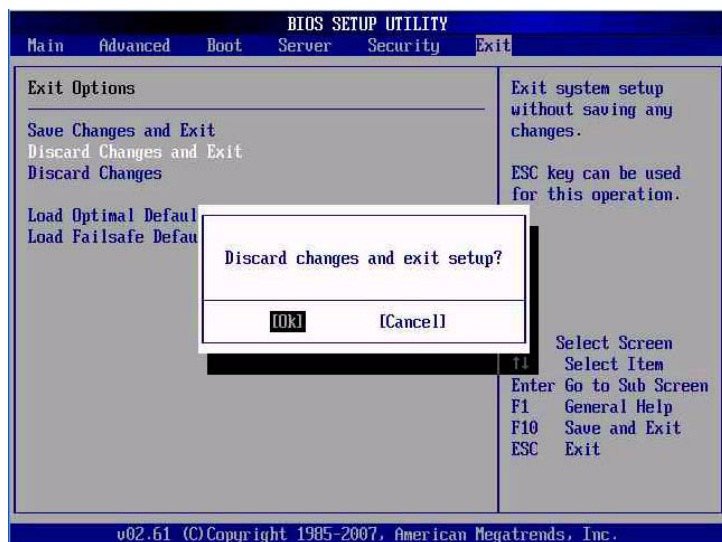 BIOS SETUP UTILITY
Main Advanced Boot Server Security Exit
Exit Options
Save Changes and Exit
Discard Changes and Exit
Discard Changes
Load Optimal Defaul
Load Failsafe Defau
Discard changes and exit setup?
[Ok] [Cancel]
Exit system setup
without saving any
changes.
ESC key can be used
for this operation.
Select Screen
↑↓ Select Item
Enter Go to Sub Screen
F1 General Help
F10 Save and Exit
ESC Exit
v02.61 (C)Copyright 1985-2007, American Megatrends, Inc.